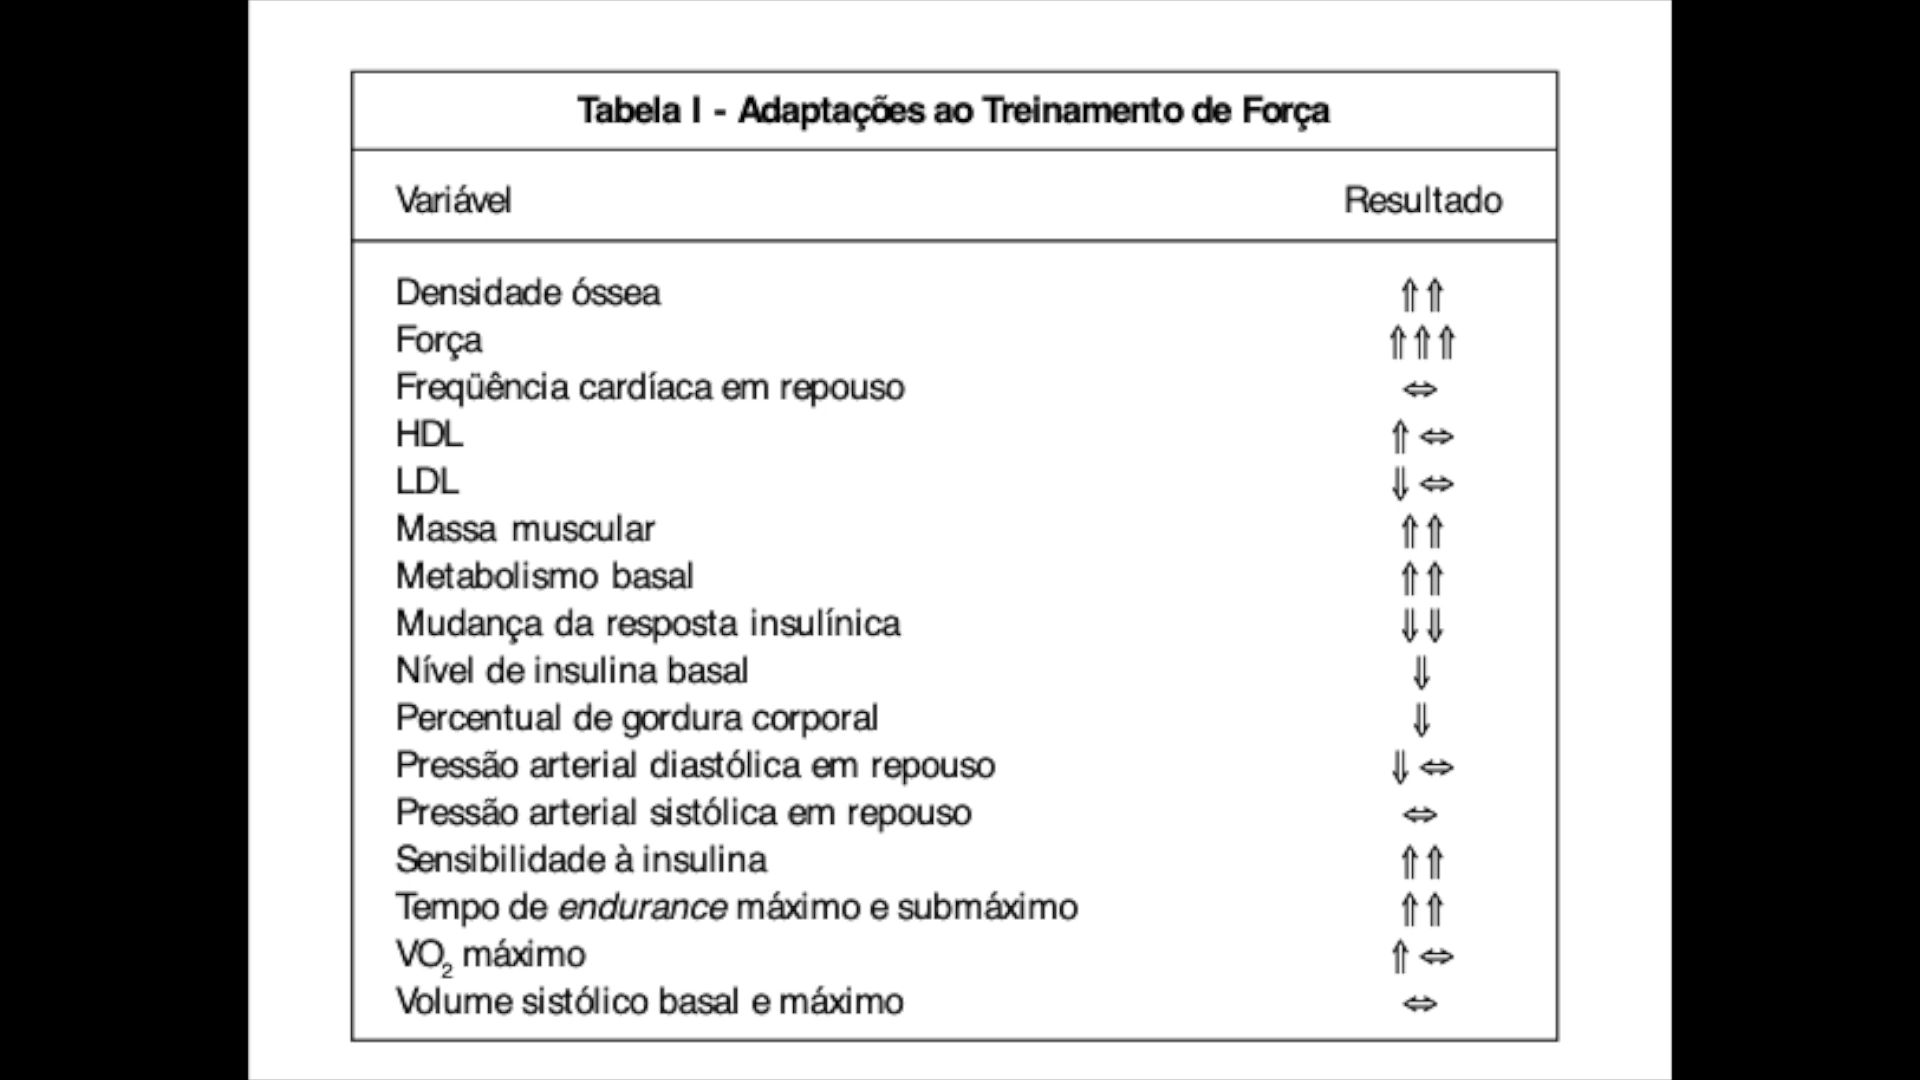 Tabela I - Adaptações ao Treinamento de Força
Variável Resultado
Densidade óssea ⇑⇑
Força ⇑⇑⇑
Freqüência cardíaca em repouso ⇔
HDL ⇑⇔
LDL ⇓⇔
Massa muscular ⇑⇑
Metabolismo basal ⇑⇑
Mudança da resposta insulínica ⇓⇓
Nível de insulina basal ⇓
Percentual de gordura corporal ⇓
Pressão arterial diastólica em repouso ⇓⇔
Pressão arterial sistólica em repouso ⇔
Sensibilidade à insulina ⇑⇑
Tempo de endurance máximo e submáximo ⇑⇑
VO₂ máximo ⇑⇔
Volume sistólico basal e máximo ⇔